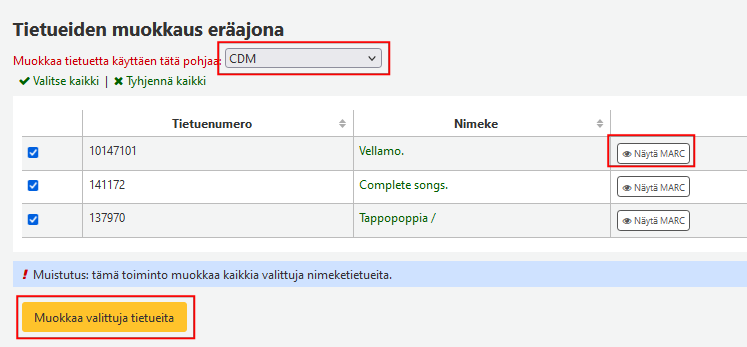 Tietueiden muokkaus eräajona
Muokkaa tietuetta käyttäen tätä pohjaa: CDM
Valitse kaikki | Tyhjennä kaikki
Tietuenumero Nimeke
10147101 Vellamo. Näytä MARC
141172 Complete songs. Näytä MARC
137970 Tappopoppia / Näytä MARC
! Muistutus: tämä toiminto muokkaa kaikkia valittuja nimeketietueita.
Muokkaa valittuja tietueita